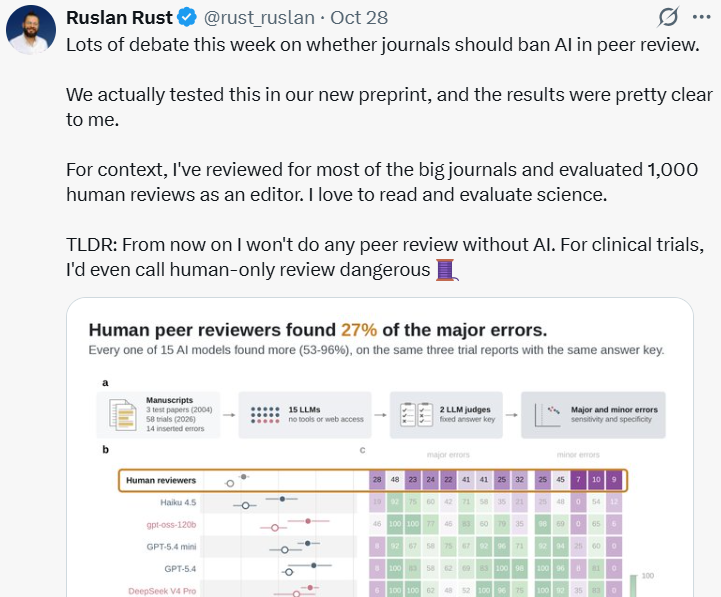 Ruslan Rust @rust_ruslan · Oct 28
Lots of debate this week on whether journals should ban AI in peer review.
We actually tested this in our new preprint, and the results were pretty clear
to me.
For context, I've reviewed for most of the big journals and evaluated 1,000
human reviews as an editor. I love to read and evaluate science.
TLDR: From now on I won't do any peer review without AI. For clinical trials,
I'd even call human-only review dangerous 🧵
Human peer reviewers found 27% of the major errors.
Every one of 15 AI models found more (53-96%), on the same three trial reports with the same answer key.
a
Manuscripts
3 test papers (2004)
58 trials (2026)
14 inserted errors
15 LLMs
no tools or web access
2 LLM judges
fixed answer key
Major and minor errors
sensitivity and specificity
b
c
major errors
minor errors
Human reviewers 28 48 23 24 22 41 41 25 32 25 45 7 10 9
Haiku 4.5
gpt-oss-120b
GPT-5.4 mini
GPT-5.4
DeepSeek V4 Pro
100